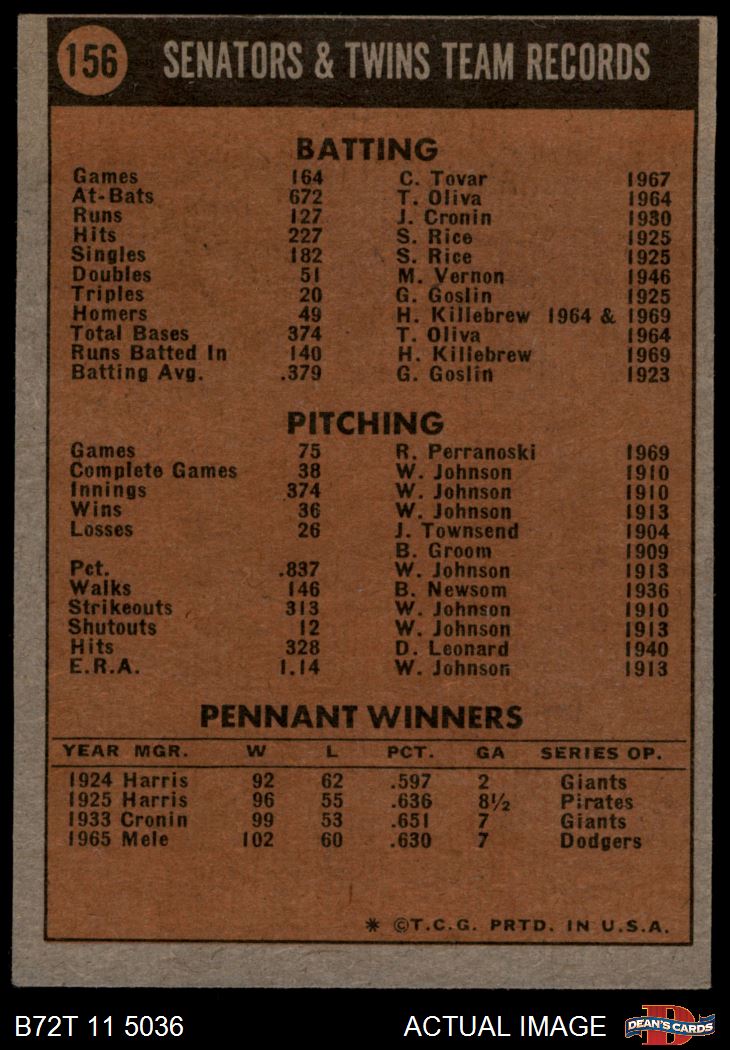 156 SENATORS & TWINS TEAM RECORDS
BATTING
Games 164 C. Tovar 1967
At-Bats 672 T. Oliva 1964
Runs 127 J. Cronin 1930
Hits 227 S. Rice 1925
Singles 182 S. Rice 1925
Doubles 51 M. Vernon 1946
Triples 20 G. Goslin 1925
Homers 49 H. Killebrew 1964 & 1969
Total Bases 374 T. Oliva 1964
Runs Batted In 140 H. Killebrew 1969
Batting Avg. .379 G. Goslin 1923
PITCHING
Games 75 R. Perranoski 1969
Complete Games 38 W. Johnson 1910
Innings 374 W. Johnson 1910
Wins 36 W. Johnson 1913
Losses 26 J. Townsend 1904
B. Groom 1909
Pct. .837 W. Johnson 1913
Walks 146 B. Newsom 1936
Strikeouts 313 W. Johnson 1910
Shutouts 12 W. Johnson 1913
Hits 328 D. Leonard 1940
E.R.A. 1.14 W. Johnson 1913
PENNANT WINNERS
YEAR MGR. W L PCT. GA SERIES OP.
1924 Harris 92 62 .597 2 Giants
1925 Harris 96 55 .636 8½ Pirates
1933 Cronin 99 53 .651 7 Giants
1965 Mele 102 60 .630 7 Dodgers
* ©T.C.G. PRTD. IN U.S.A.
B72T 11 5036 ACTUAL IMAGE D DEAN'S CARDS